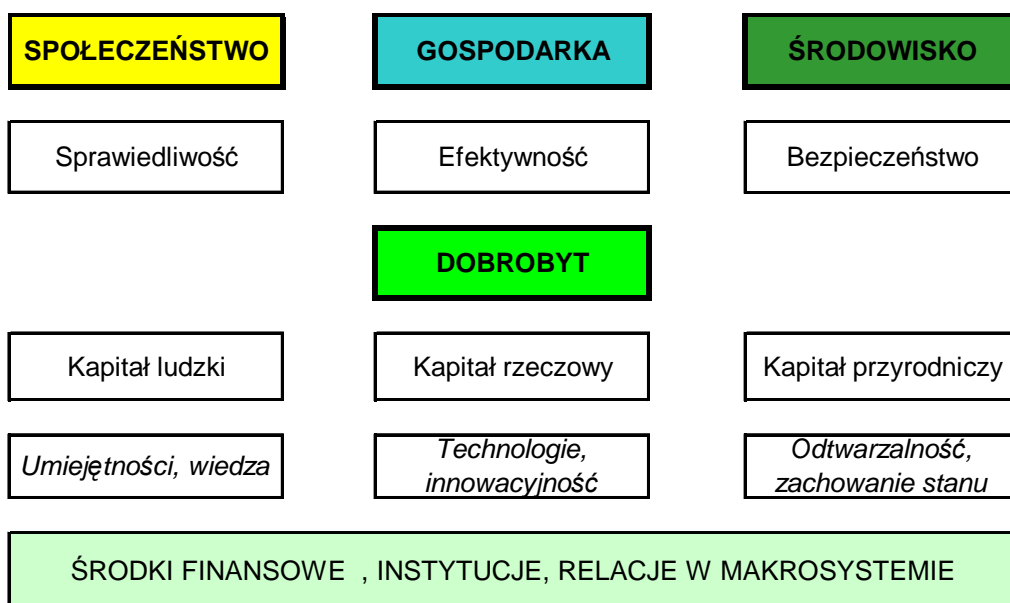 SPOŁECZEŃSTWO
GOSPODARKA
ŚRODOWISKO
Sprawiedliwość
Efektywność
Bezpieczeństwo
DOBROBYT
Kapitał ludzki
Kapitał rzeczowy
Kapitał przyrodniczy
Umiejętności, wiedza
Technologie,
innowacyjność
Odtwarzalność,
zachowanie stanu
ŚRODKI FINANSOWE , INSTYTUCJE, RELACJE W MAKROSYSTEMIE